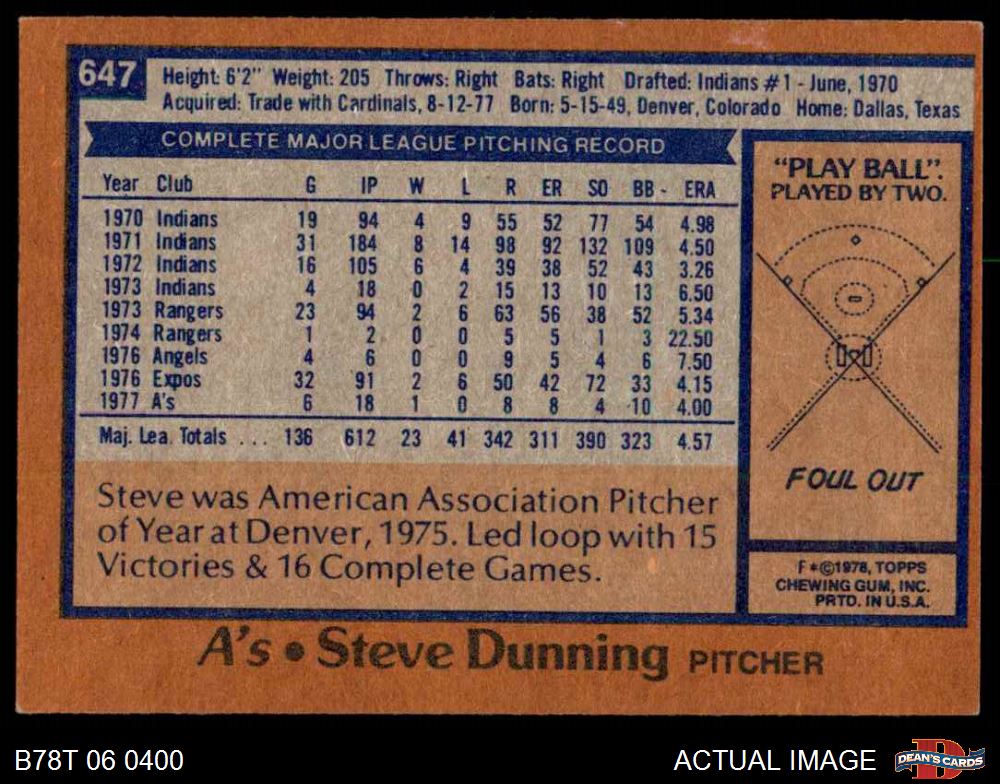 647
Height: 6'2" Weight: 205 Throws: Right Bats: Right Drafted: Indians #1 - June, 1970
Acquired: Trade with Cardinals, 8-12-77 Born: 5-15-49, Denver, Colorado Home: Dallas, Texas
COMPLETE MAJOR LEAGUE PITCHING RECORD
Year Club G IP W L R ER SO BB - ERA
1970 Indians 19 94 4 9 55 52 77 54 4.98
1971 Indians 31 184 8 14 98 92 132 109 4.50
1972 Indians 16 105 6 4 39 38 52 43 3.26
1973 Indians 4 18 0 2 15 13 10 13 6.50
1973 Rangers 23 94 2 6 63 56 38 52 5.34
1974 Rangers 1 2 0 0 5 5 1 3 22.50
1976 Angels 4 6 0 0 9 5 4 6 7.50
1976 Expos 32 91 2 6 50 42 72 33 4.15
1977 A's 6 18 1 0 8 8 4 10 4.00
Maj. Lea. Totals ... 136 612 23 41 342 311 390 323 4.57
Steve was American Association Pitcher
of Year at Denver, 1975. Led loop with 15
Victories & 16 Complete Games.
"PLAY BALL".
PLAYED BY TWO.
FOUL OUT
F*©1978, TOPPS
CHEWING GUM, INC.
PRTD. IN U.S.A.
A's • Steve Dunning PITCHER
B78T 06 0400
ACTUAL IMAGE
D
DEAN'S CARDS